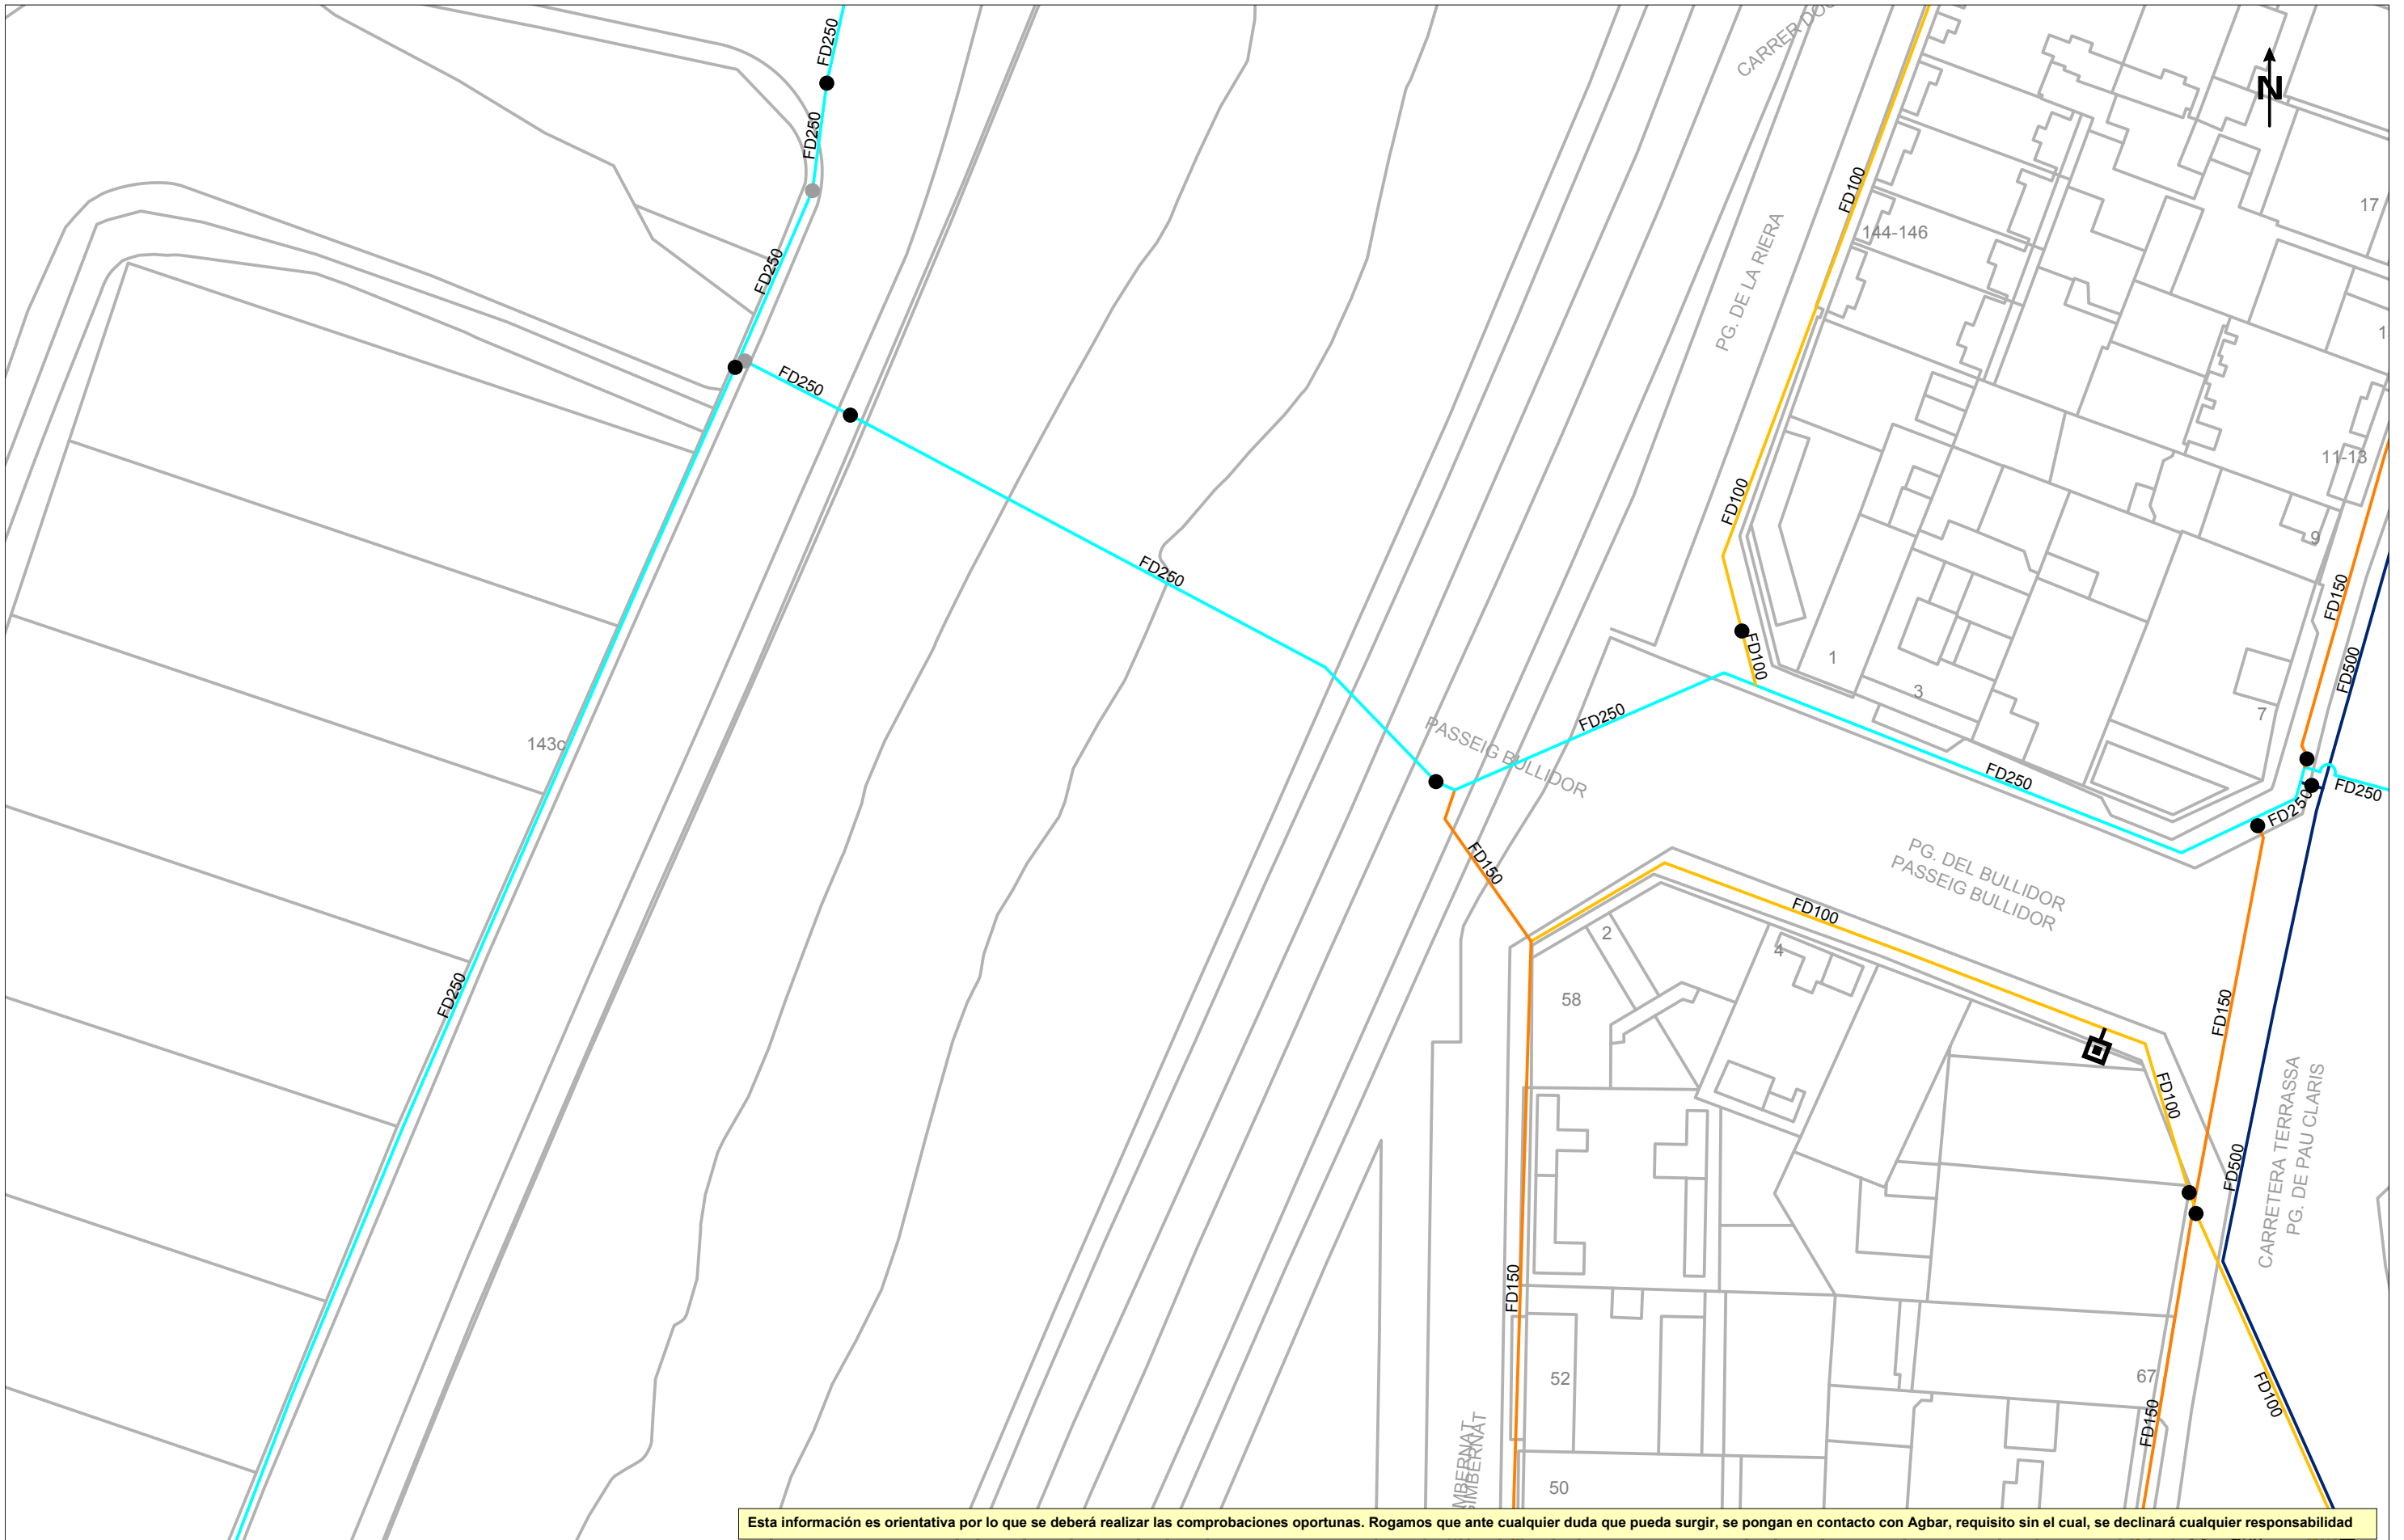 FD250
CARRER DOC
N
FD250
FD100
17
144-146
PG. DE LA RIERA
FD250
1
FD250
11-13
FD100
9
FD250
FD150
FD100
1
FD500
3
7
FD250
PASSEIG BULLIDOR
143c
FD250
FD250
FD250
FD150
PG. DEL BULLIDOR
PASSEIG BULLIDOR
FD100
2
4
FD250
58
FD150
FD100
FD500
CARRETERA TERRASSA
PG. DE PAU CLARIS
FD150
52
67
FD100
FD150
MBERNAT
GIMBERNAT
50
Esta información es orientativa por lo que se deberá realizar las comprobaciones oportunas. Rogamos que ante cualquier duda que pueda surgir, se pongan en contacto con Agbar, requisito sin el cual, se declinará cualquier responsabilidad